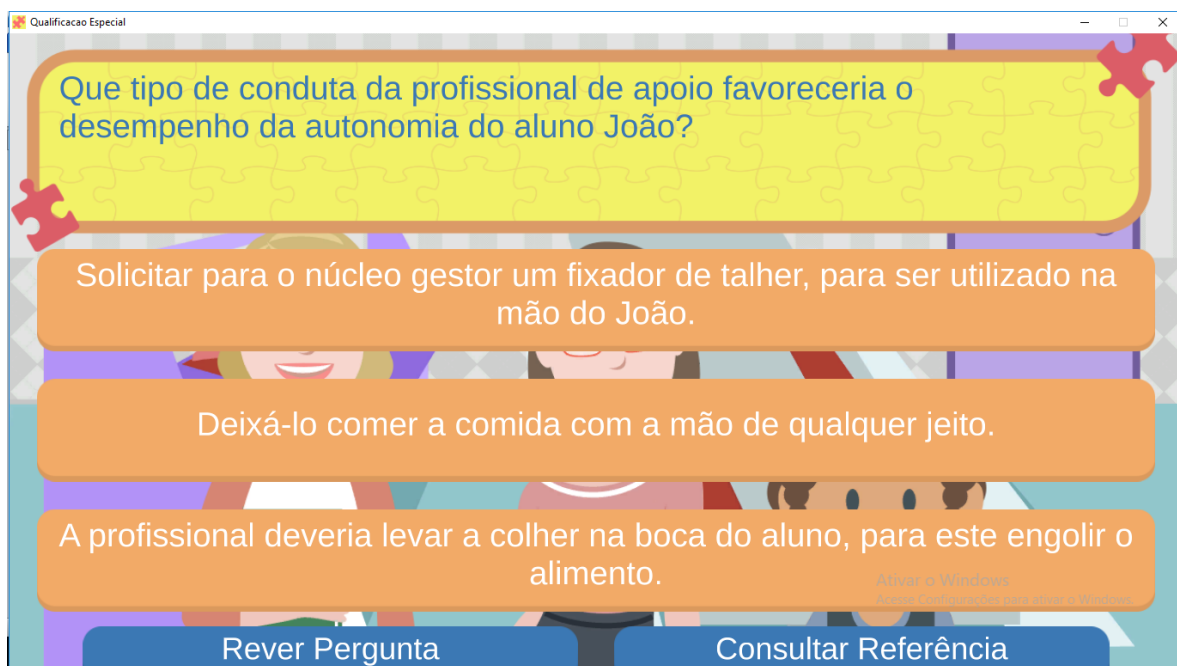 Qualificacao Especial
Que tipo de conduta da profissional de apoio favoreceria o
desempenho da autonomia do aluno João?
Solicitar para o núcleo gestor um fixador de talher, para ser utilizado na
mão do João.
Deixá-lo comer a comida com a mão de qualquer jeito.
A profissional deveria levar a colher na boca do aluno, para este engolir o
alimento.
Ativar o Windows
Acesse Configurações para ativar o Windows.
Rever Pergunta
Consultar Referência